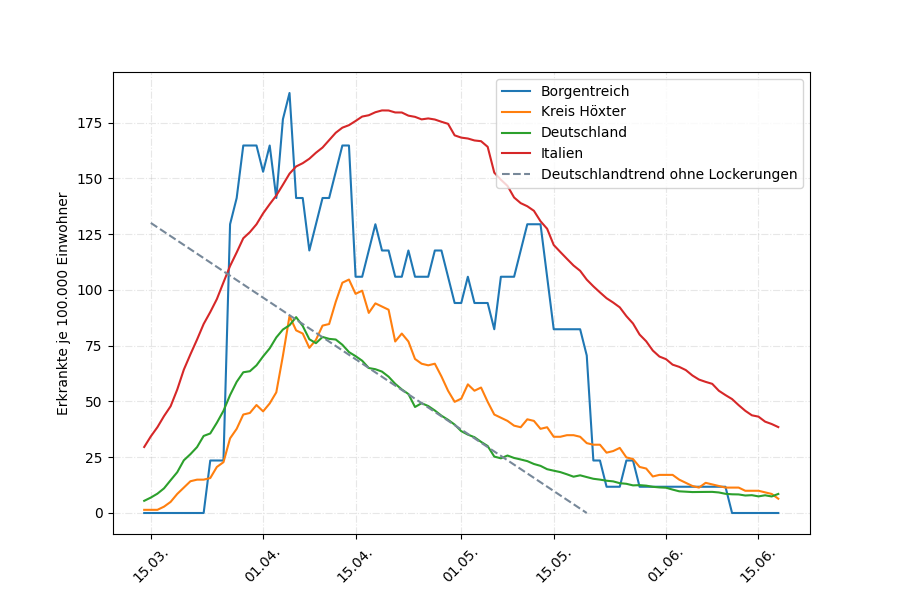 Erkrankte je 100.000 Einwohner
175
150
125
100
75
50
25
0
Borgentreich
Kreis Höxter
Deutschland
Italien
Deutschlandtrend ohne Lockerungen
15.03.
01.04.
15.04.
01.05.
15.05.
01.06.
15.06.